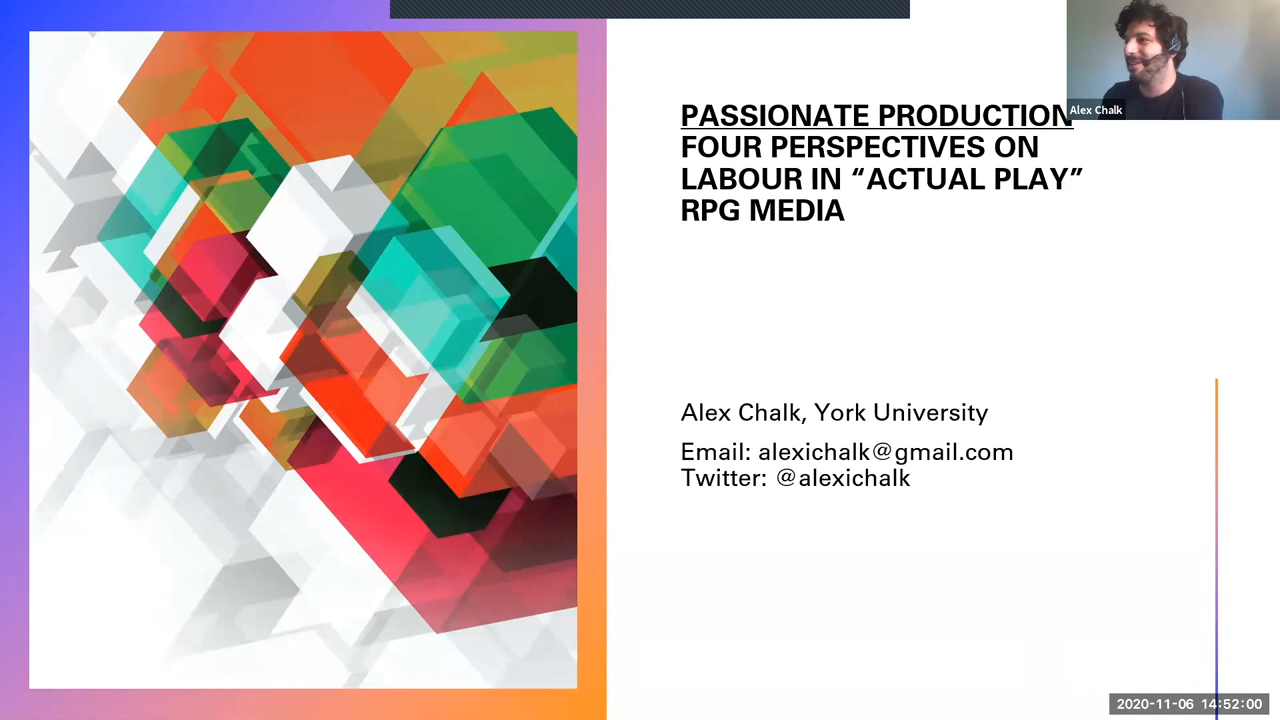 PASSIONATE PRODUCTION
FOUR PERSPECTIVES ON
LABOUR IN “ACTUAL PLAY”
RPG MEDIA
Alex Chalk
Alex Chalk, York University
Email: alexichalk@gmail.com
Twitter: @alexichalk
2020-11-06 14:52:00